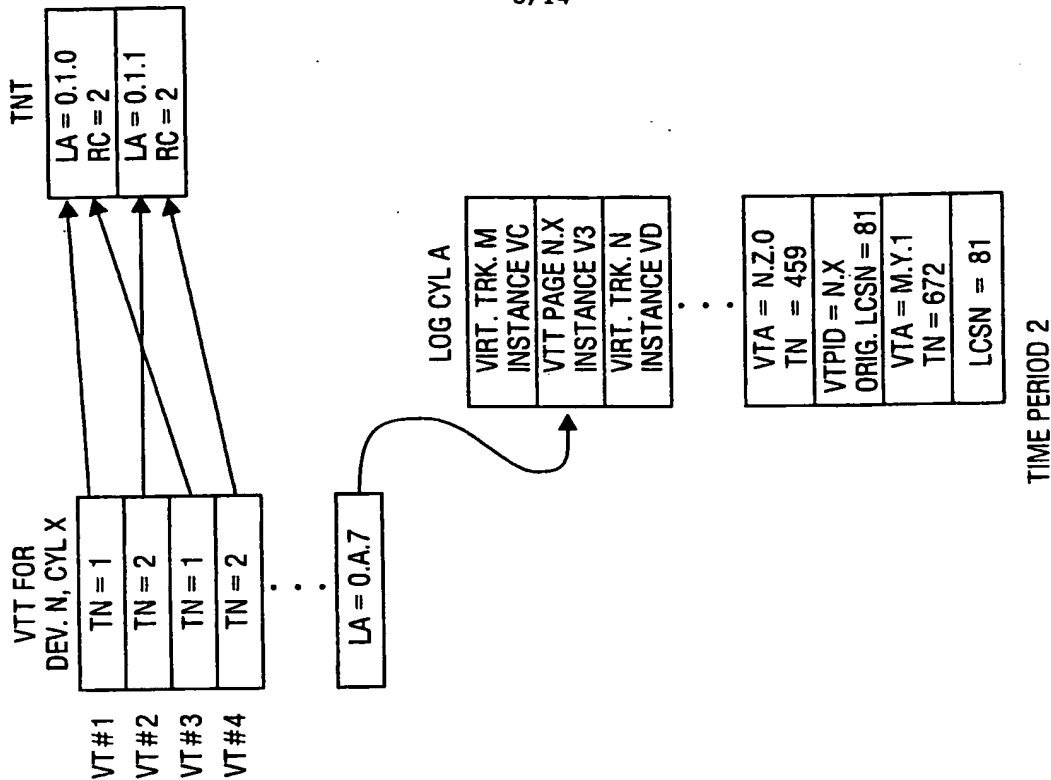 VTT FOR
DEV. N, CYL X
VT#1
TN = 1
VT#2
TN = 2
VT#3
TN = 1
VT#4
TN = 2
. . .
LA = 0.A.7
TNT
LA = 0.1.0
RC = 2
LA = 0.1.1
RC = 2
LOG CYL A
VIRT. TRK. M
INSTANCE VC
VTT PAGE N.X
INSTANCE V3
VIRT. TRK. N
INSTANCE VD
. . .
VTA = N.Z.0
TN = 459
VTPID = N.X
ORIG. LCSN = 81
VTA = M.Y.1
TN = 672
LCSN = 81
TIME PERIOD 2